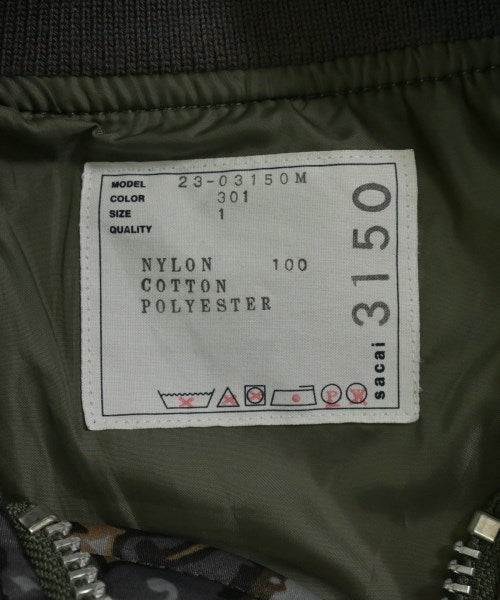 MODEL 23-03150M
COLOR 301
SIZE 1
QUALITY
NYLON 100
COTTON
POLYESTER
sacai 3150
P W